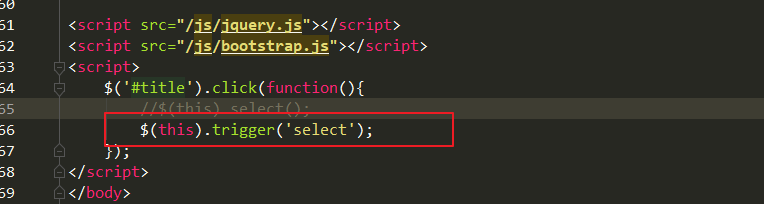 60
61 <script src="/js/jquery.js"></script>
62 <script src="/js/bootstrap.js"></script>
63 <script>
64 $('#title').click(function(){
65 //$(this).select();
66 $(this).trigger('select');
67 });
68 </script>
69 </body>